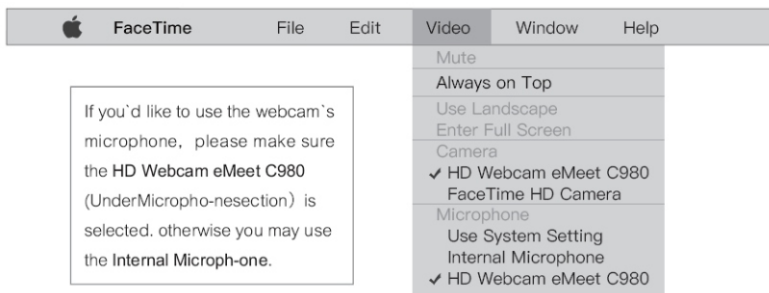 FaceTime File Edit Video Window Help
If you`d like to use the webcam`s
microphone, please make sure
the HD Webcam eMeet C980
(UnderMicropho-nesection) is
selected. otherwise you may use
the Internal Microph-one.
Mute
Always on Top
Use Landscape
Enter Full Screen
Camera
✓ HD Webcam eMeet C980
FaceTime HD Camera
Microphone
Use System Setting
Internal Microphone
✓ HD Webcam eMeet C980